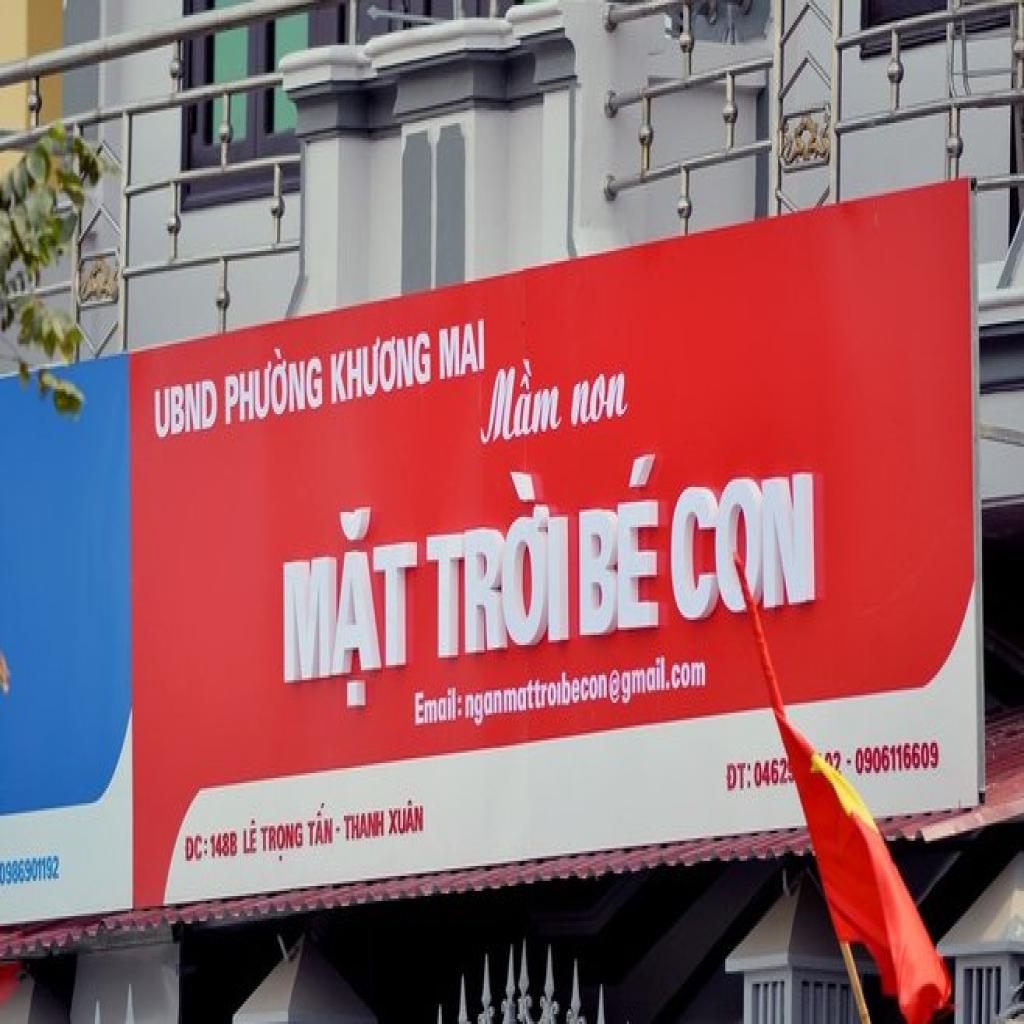 UBND PHƯỜNG KHƯƠNG MAI
Mầm non
MẶT TRỜI BÉ CON
Email: nganmattroibecon@gmail.com
ĐC: 148B LÊ TRỌNG TẤN - THANH XUÂN
ĐT: - 0906116609
0986901192